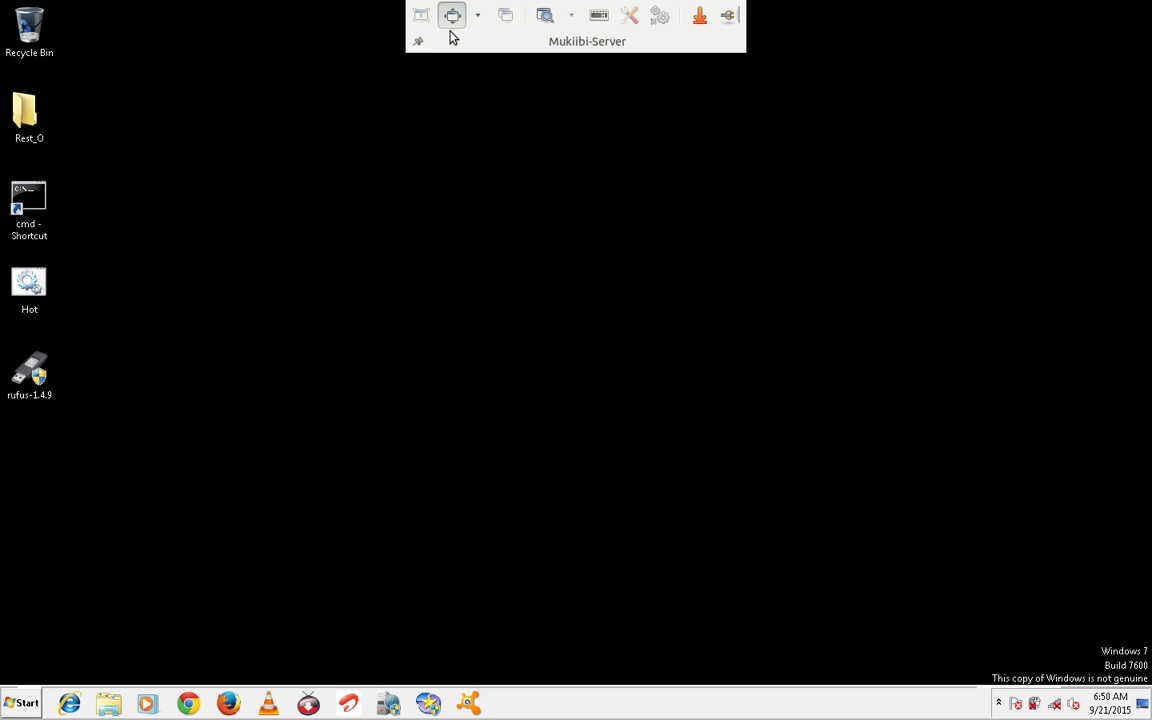 Mukiibi-Server
Recycle Bin
Rest_O
C:\_
cmd -
Shortcut
Hot
rufus-1.4.9
Windows 7
Build 7600
This copy of Windows is not genuine
Start
6:50 AM
9/21/2015